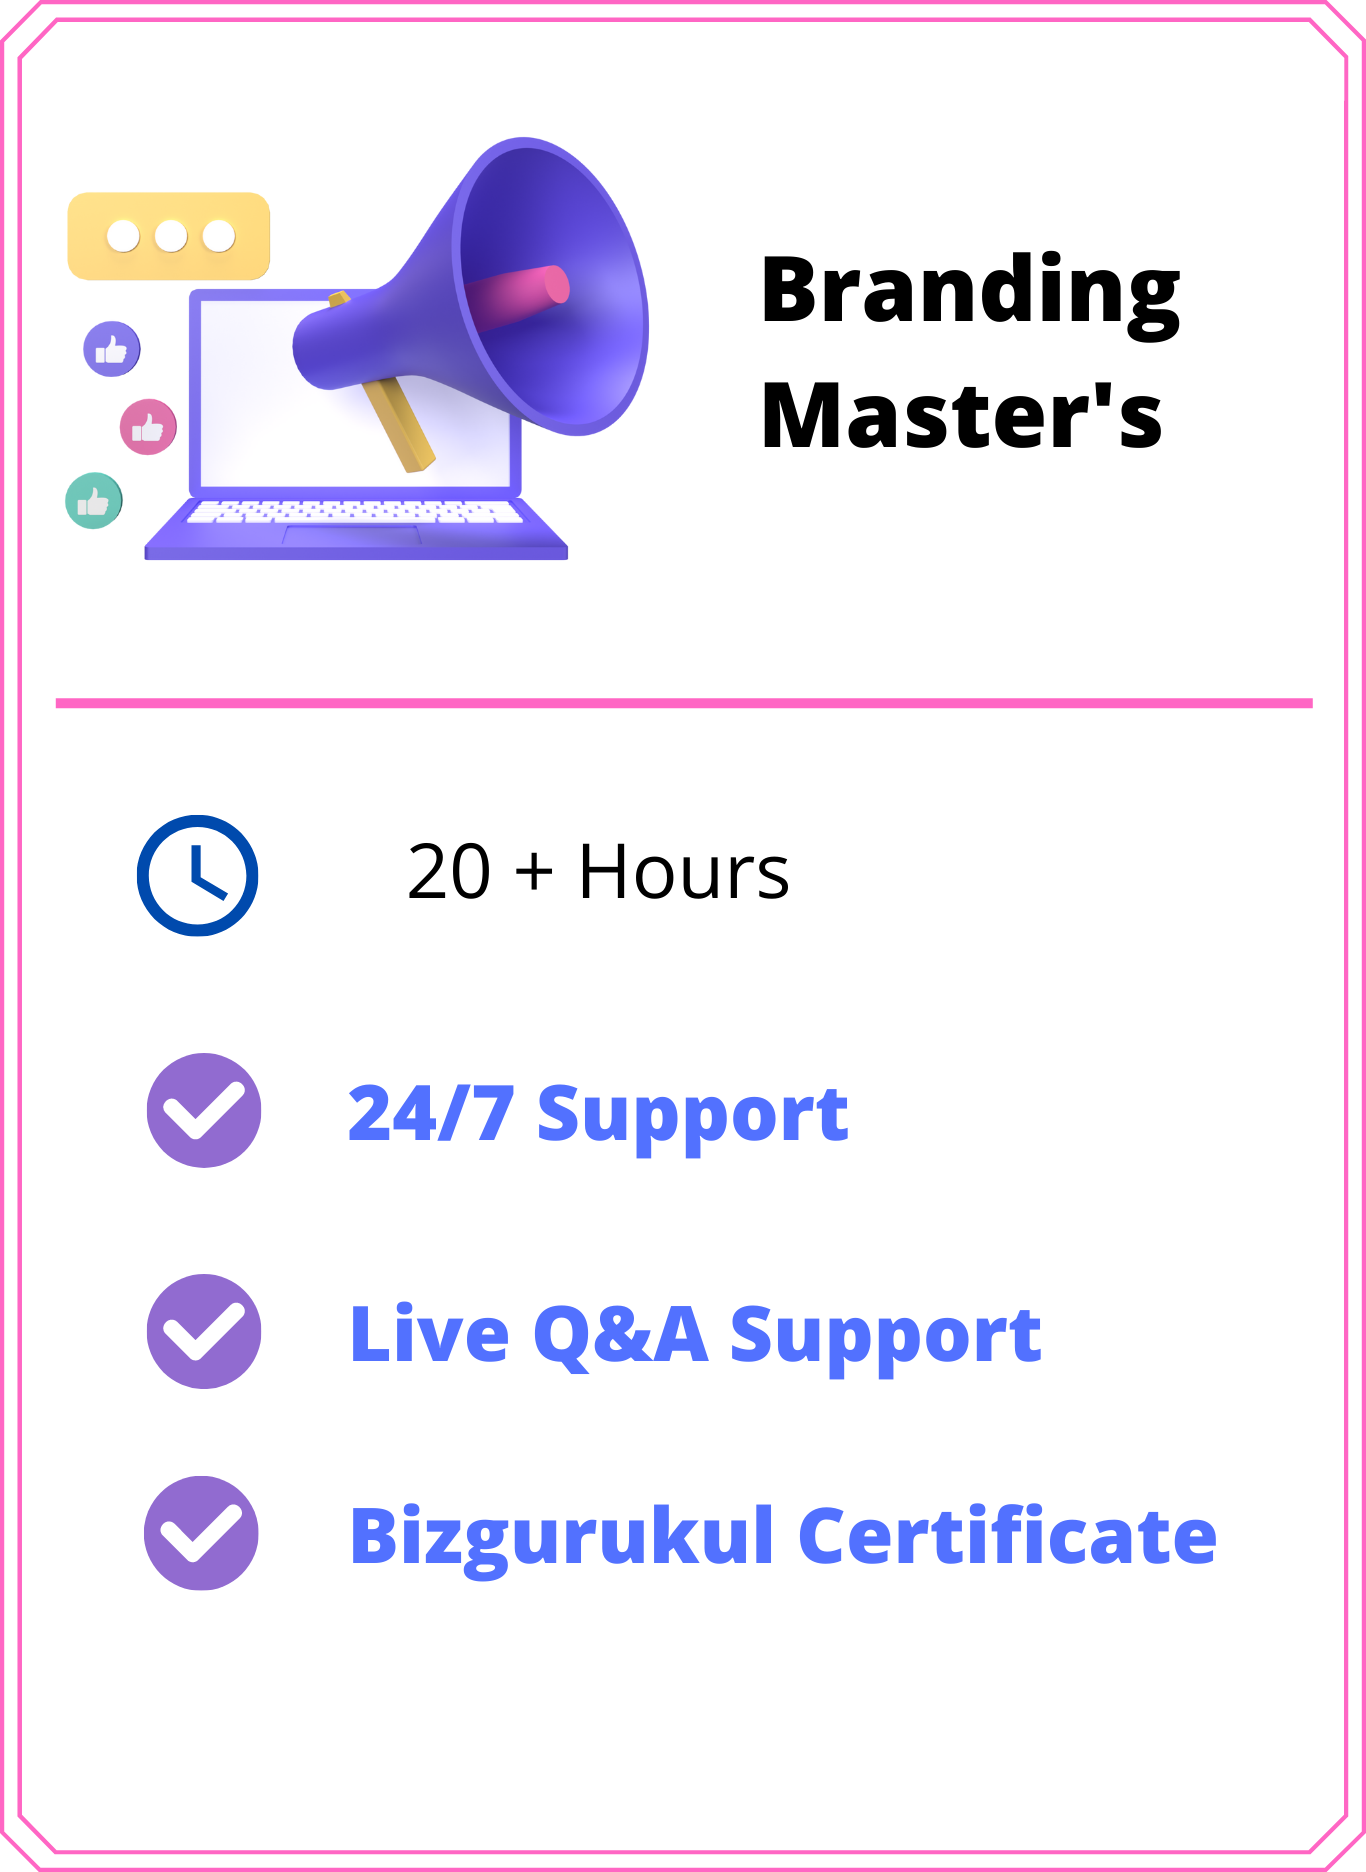 Branding
Master's
20 + Hours
24/7 Support
Live Q&A Support
Bizgurukul Certificate